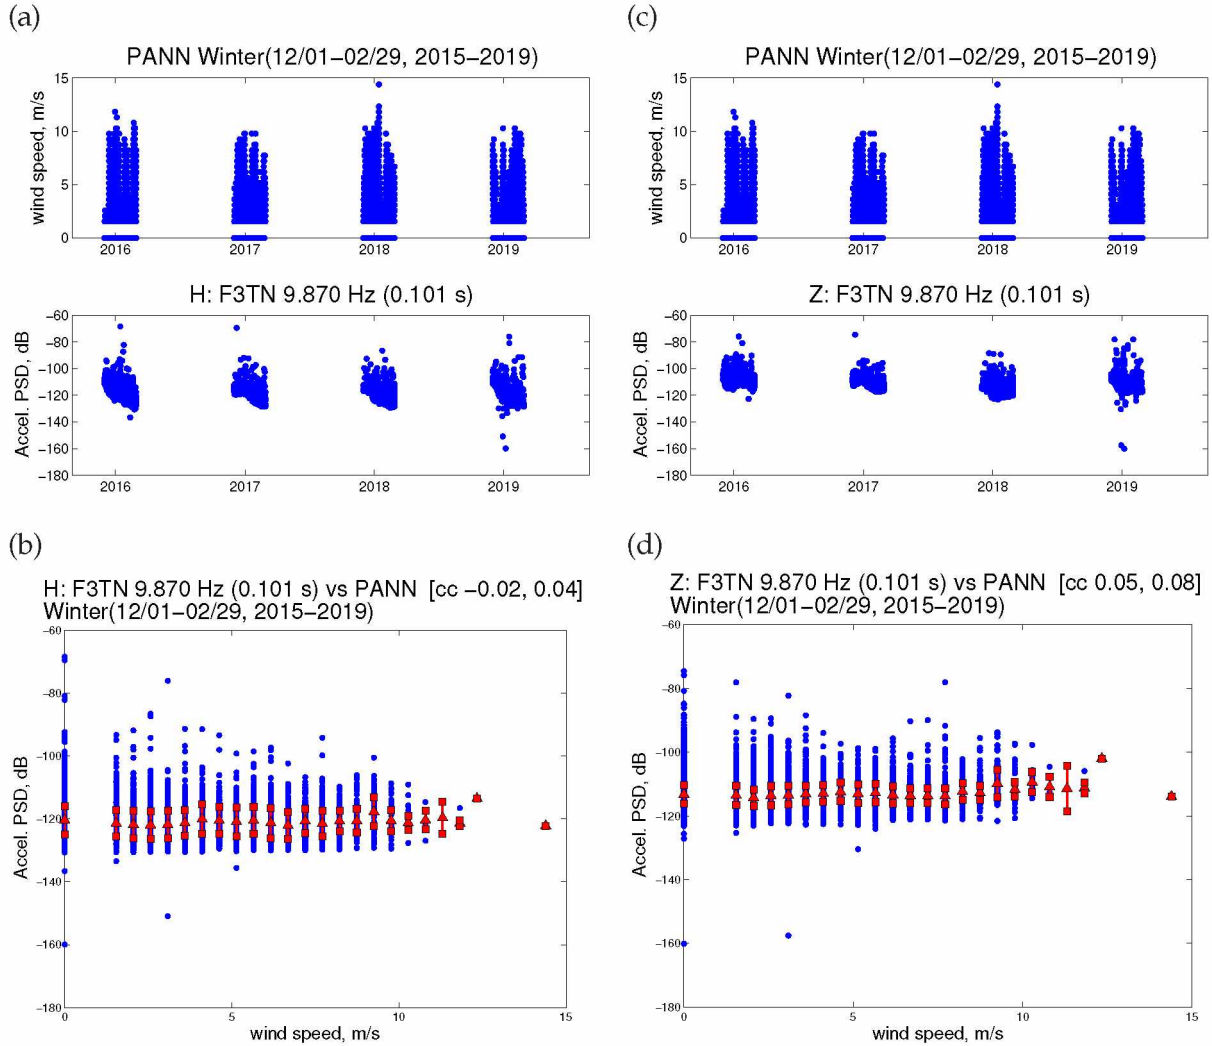 (a)
PANN Winter(12/01−02/29, 2015−2019)
wind speed, m/s
15
10
5
0
2016 2017 2018 2019
H: F3TN 9.870 Hz (0.101 s)
Accel. PSD, dB
−60
−80
−100
−120
−140
−160
−180
2016 2017 2018 2019
(b)
H: F3TN 9.870 Hz (0.101 s) vs PANN [cc −0.02, 0.04]
Winter(12/01−02/29, 2015−2019)
Accel. PSD, dB
−60
−80
−100
−120
−140
−160
−180
0 5 10 15
wind speed, m/s
(c)
PANN Winter(12/01−02/29, 2015−2019)
wind speed, m/s
15
10
5
0
2016 2017 2018 2019
Z: F3TN 9.870 Hz (0.101 s)
Accel. PSD, dB
−60
−80
−100
−120
−140
−160
−180
2016 2017 2018 2019
(d)
Z: F3TN 9.870 Hz (0.101 s) vs PANN [cc 0.05, 0.08]
Winter(12/01−02/29, 2015−2019)
Accel. PSD, dB
−60
−80
−100
−120
−140
−160
−180
0 5 10 15
wind speed, m/s